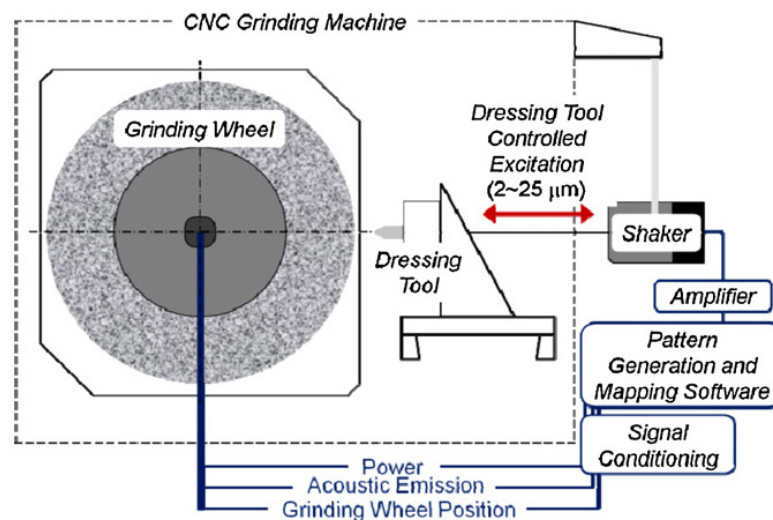 CNC Grinding Machine
Grinding Wheel
Dressing Tool
Controlled
Excitation
(2~25 μm)
Shaker
Dressing
Tool
Amplifier
Pattern
Generation and
Mapping Software
Signal
Conditioning
Power
Acoustic Emission
Grinding Wheel Position